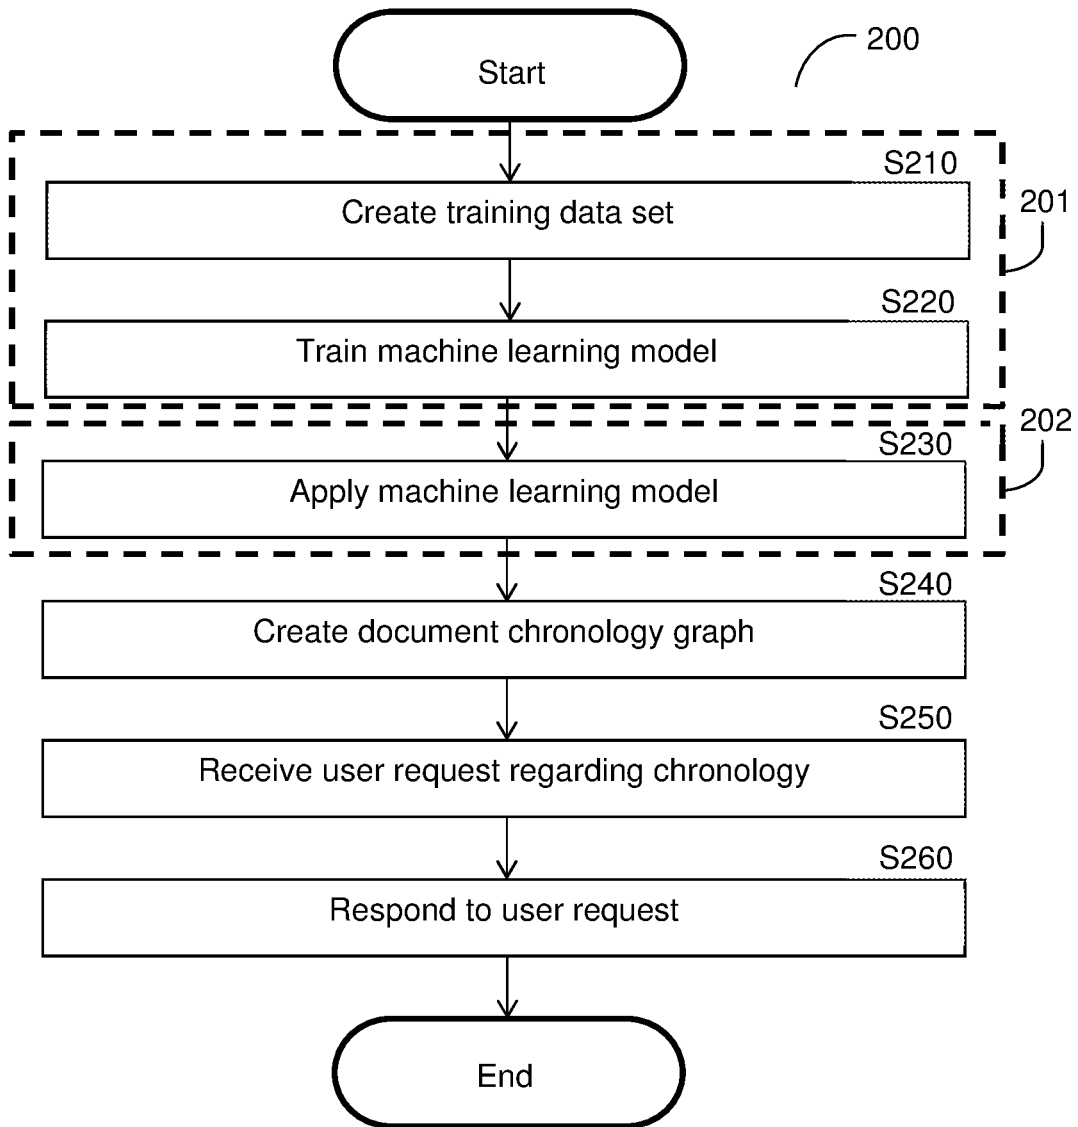 Start
200
S210
Create training data set
201
S220
Train machine learning model
202
S230
Apply machine learning model
S240
Create document chronology graph
S250
Receive user request regarding chronology
S260
Respond to user request
End